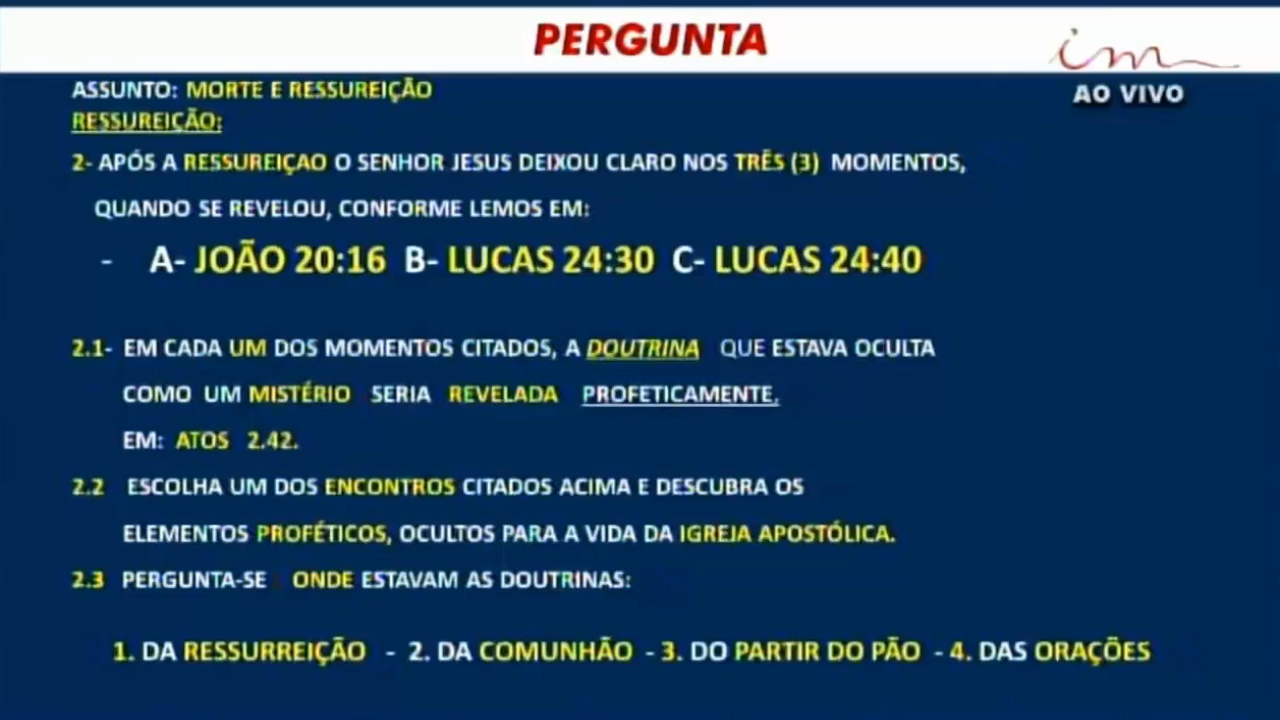 PERGUNTA
im
AO VIVO
ASSUNTO: MORTE E RESSUREIÇÃO
RESSUREIÇÃO:
2- APÓS A RESSUREIÇAO O SENHOR JESUS DEIXOU CLARO NOS TRÊS (3) MOMENTOS,
QUANDO SE REVELOU, CONFORME LEMOS EM:
- A- JOÃO 20:16 B- LUCAS 24:30 C- LUCAS 24:40
2.1- EM CADA UM DOS MOMENTOS CITADOS, A DOUTRINA QUE ESTAVA OCULTA
COMO UM MISTÉRIO SERIA REVELADA PROFETICAMENTE,
EM: ATOS 2.42.
2.2 ESCOLHA UM DOS ENCONTROS CITADOS ACIMA E DESCUBRA OS
ELEMENTOS PROFÉTICOS, OCULTOS PARA A VIDA DA IGREJA APOSTÓLICA.
2.3 PERGUNTA-SE ONDE ESTAVAM AS DOUTRINAS:
1. DA RESSURREIÇÃO - 2. DA COMUNHÃO - 3. DO PARTIR DO PÃO - 4. DAS ORAÇÕES